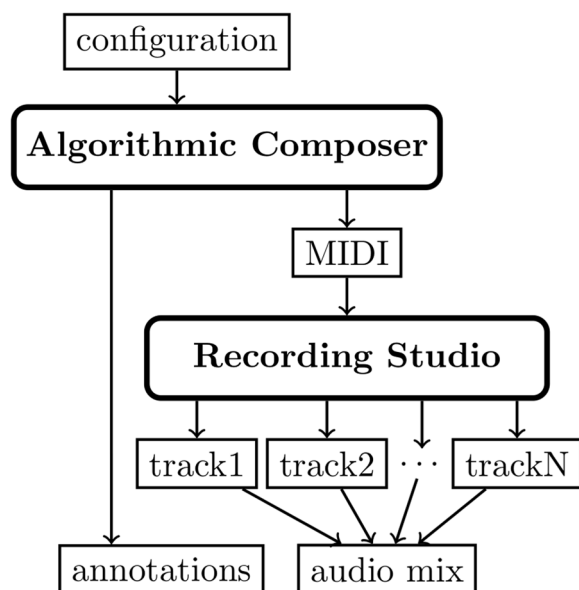 configuration
Algorithmic Composer
MIDI
Recording Studio
track1 track2 ... trackN
annotations audio mix